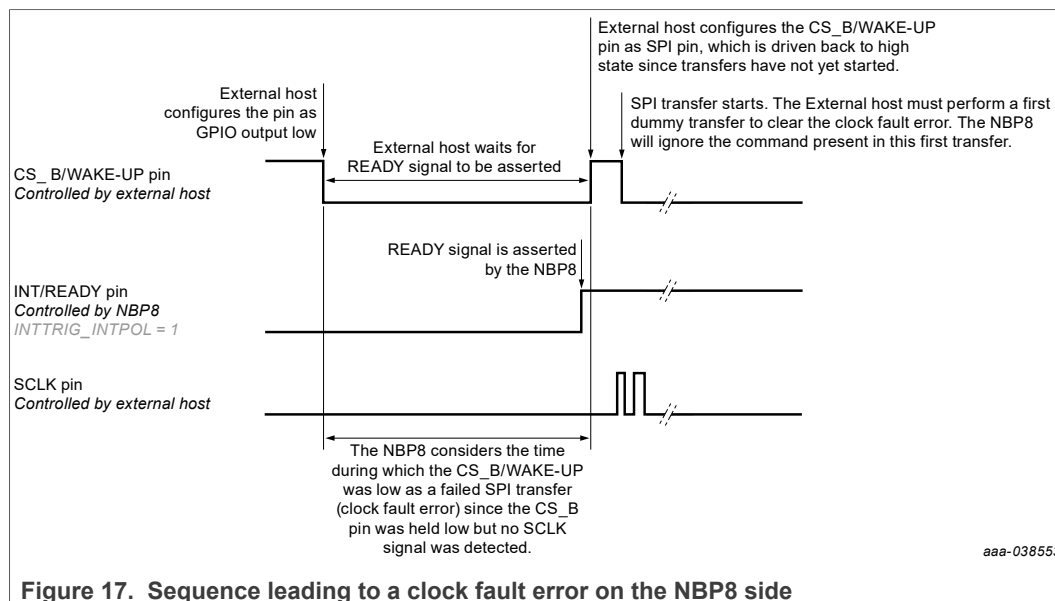 External host configures the CS_B/WAKE-UP
pin as SPI pin, which is driven back to high
state since transfers have not yet started.
External host
configures the pin as
GPIO output low
SPI transfer starts. The External host must perform a first
dummy transfer to clear the clock fault error. The NBP8
will ignore the command present in this first transfer.
External host waits for
READY signal to be asserted
CS_ B/WAKE-UP pin
Controlled by external host
READY signal is asserted
by the NBP8
INT/READY pin
Controlled by NBP8
INTTRIG_INTPOL = 1
SCLK pin
Controlled by external host
The NBP8 considers the time
during which the CS_B/WAKE-UP
was low as a failed SPI transfer
(clock fault error) since the CS_B
pin was held low but no SCLK
signal was detected.
aaa-038553
Figure 17. Sequence leading to a clock fault error on the NBP8 side